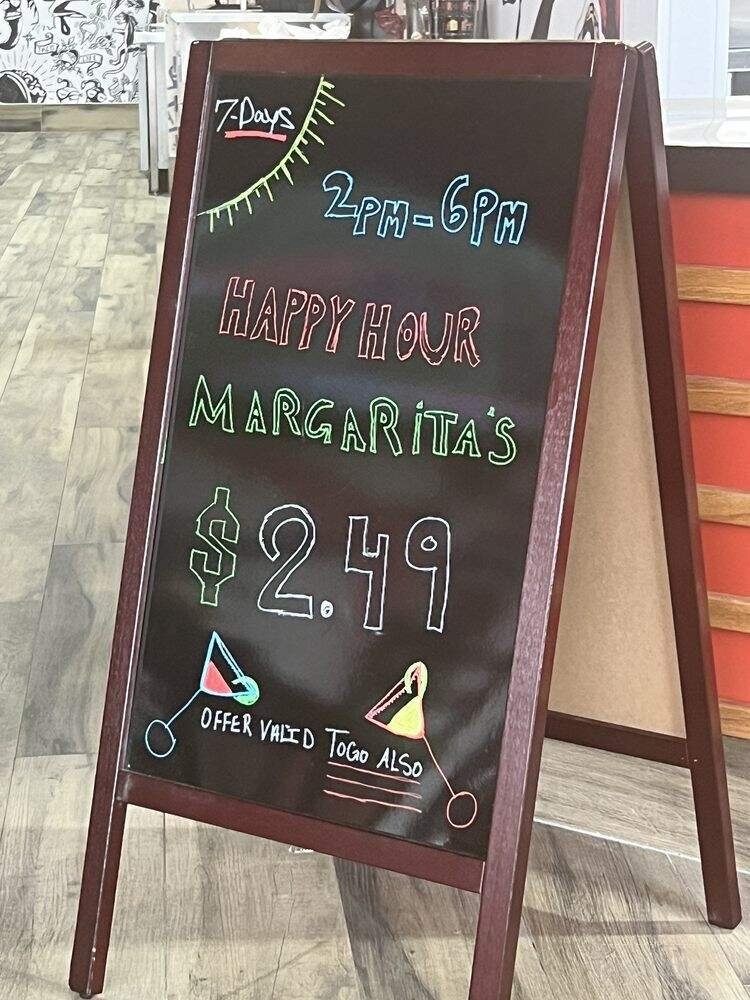 7-Days
2PM-6PM
HAPPY HOUR
MARGARITA'S
$2.49
OFFER VALID TOGO ALSO